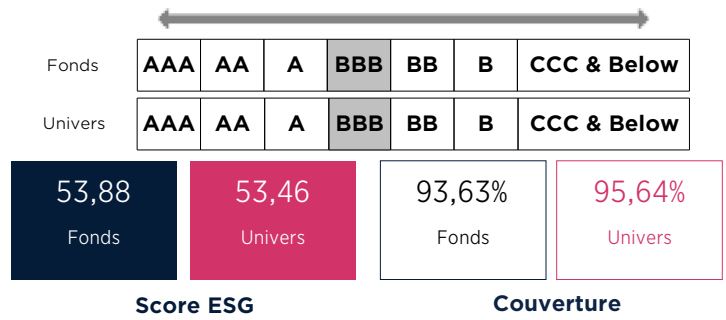 Fonds AAA AA A BBB BB B CCC & Below
Univers AAA AA A BBB BB B CCC & Below
53,88 53,46 93,63% 95,64%
Fonds Univers Fonds Univers
Score ESG Couverture